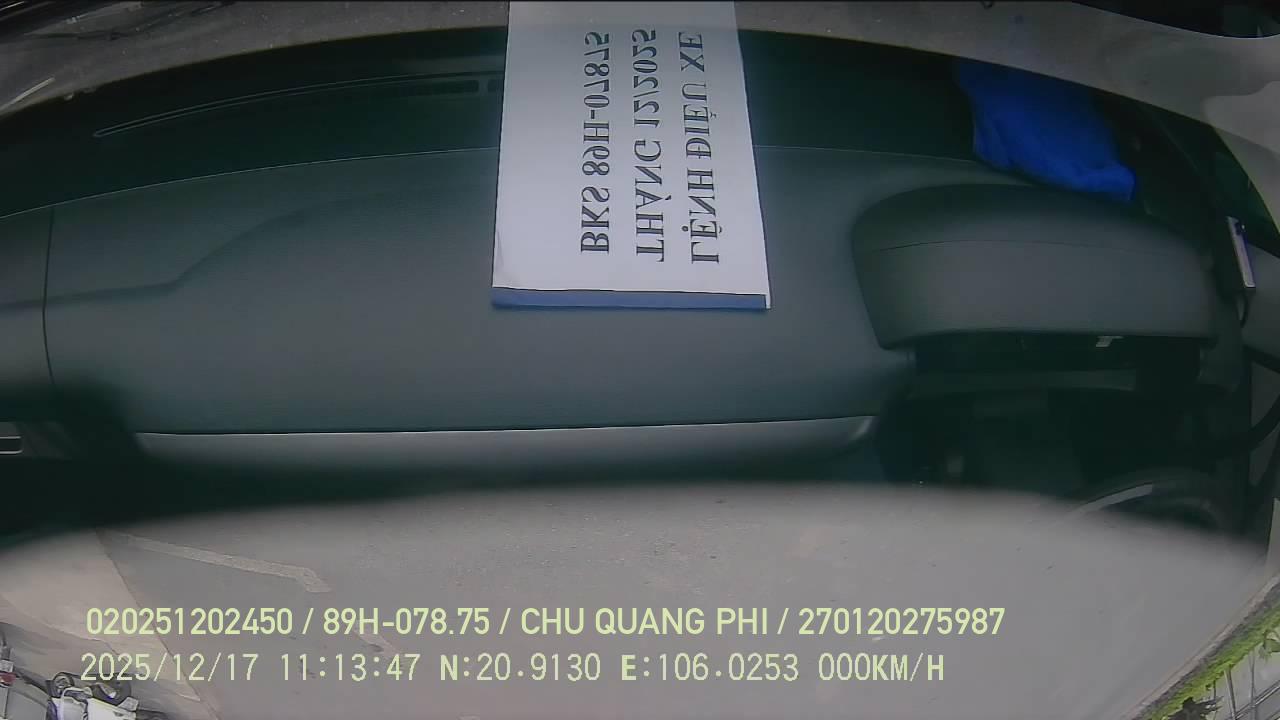 LỆNH ĐIỀU XE
THÁNG 12/2025
BKS 89H-07875
020251202450 / 89H-078.75 / CHU QUANG PHI / 270120275987
2025/12/17 11:13:47 N:20.9130 E:106.0253 000KM/H